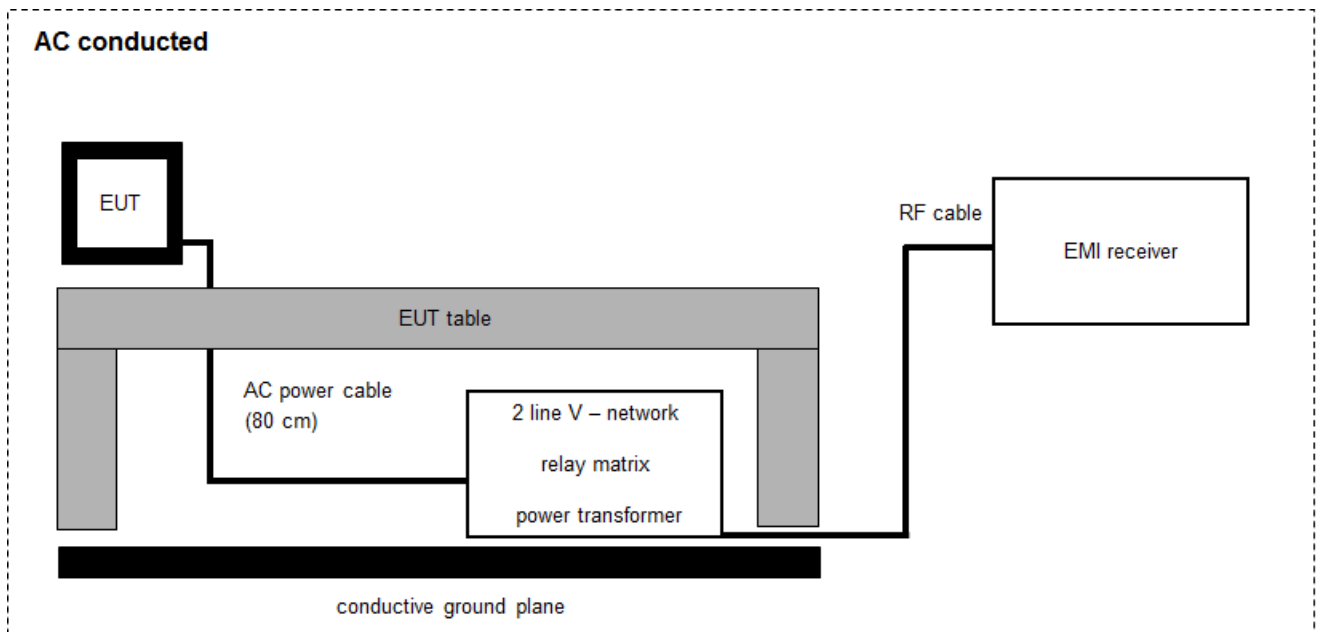 AC conducted
EUT
RF cable
EMI receiver
EUT table
AC power cable
(80 cm)
2 line V – network
relay matrix
power transformer
conductive ground plane